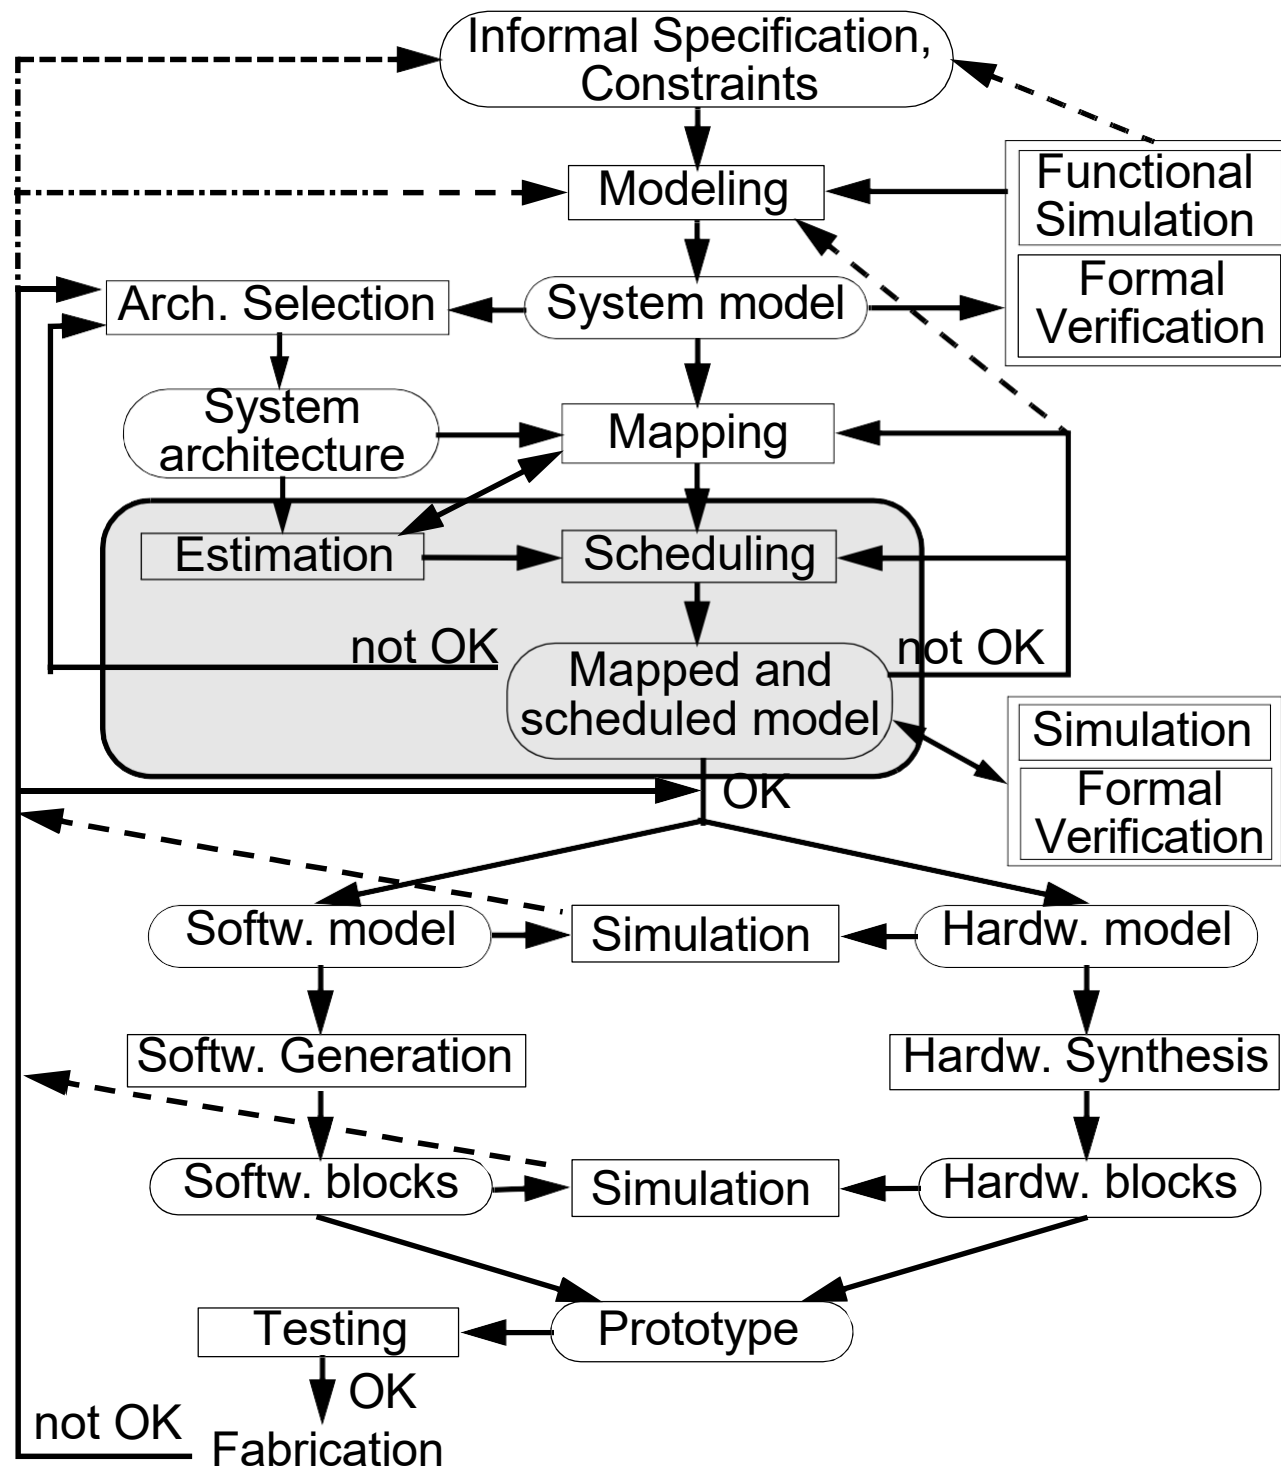 Informal Specification,
Constraints
Functional
Simulation
Modeling
Formal
Verification
Arch. Selection
System model
System
architecture
Mapping
Estimation
Scheduling
not OK
not OK
Mapped and
scheduled model
Simulation
Formal
Verification
OK
Softw. model
Simulation
Hardw. model
Softw. Generation
Hardw. Synthesis
Softw. blocks
Simulation
Hardw. blocks
Testing
Prototype
OK
not OK
Fabrication